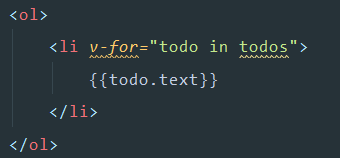 <ol>
<li v-for="todo in todos">
{{todo.text}}
</li>
</ol>